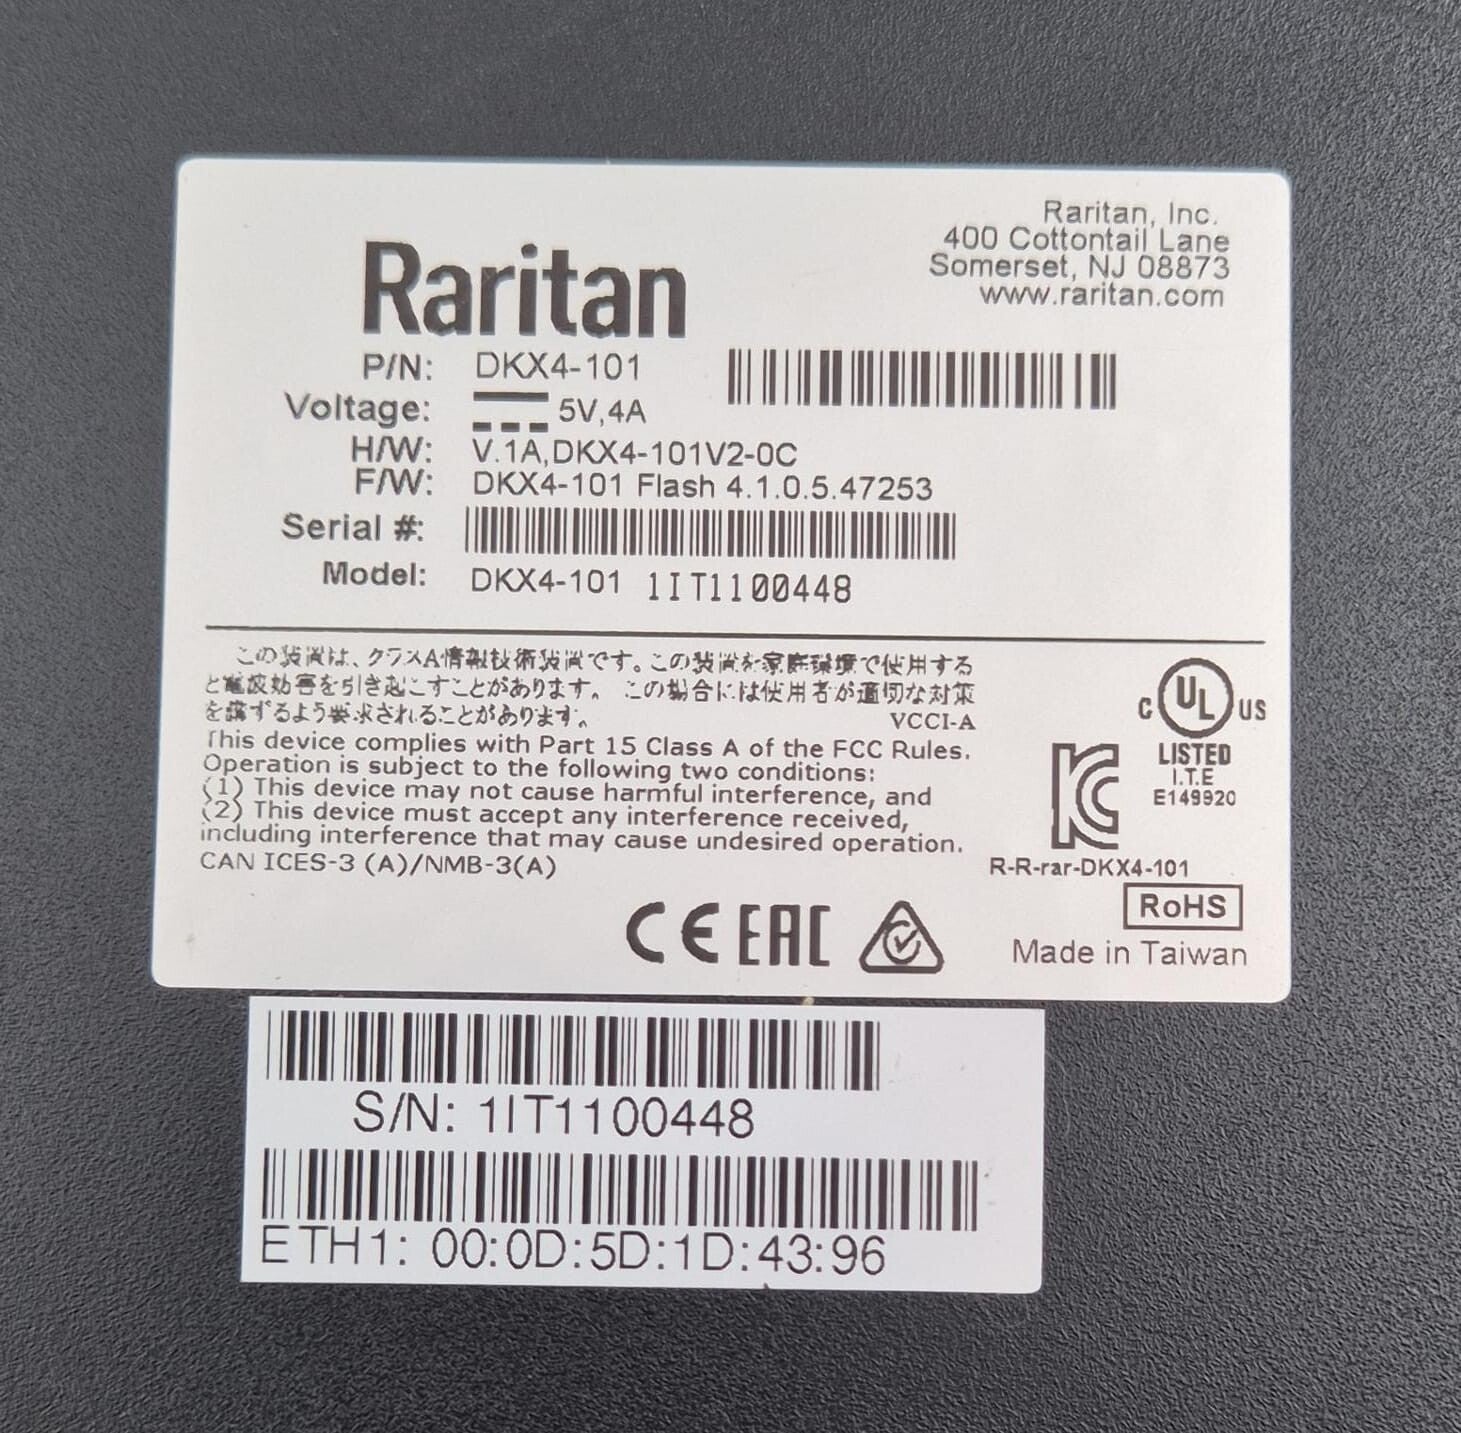 Raritan, Inc.
400 Cottontail Lane
Somerset, NJ 08873
www.raritan.com
Raritan
P/N: DKX4-101
Voltage: 5V,4A
H/W: V.1A,DKX4-101V2-0C
F/W: DKX4-101 Flash 4.1.0.5.47253
Serial #:
Model: DKX4-101 1IT1100448
この装置は、クラスA情報技術装置です。この装置を家庭環境で使用する
と電波妨害を引き起こすことがあります。 この場合には使用者が適切な対策
を講ずるよう要求されることがあります。
VCCI-A
This device complies with Part 15 Class A of the FCC Rules.
Operation is subject to the following two conditions:
(1) This device may not cause harmful interference, and
(2) This device must accept any interference received,
including interference that may cause undesired operation.
CAN ICES-3 (A)/NMB-3(A)
C UL US
LISTED
I.T.E
E149920
KC
R-R-rar-DKX4-101
RoHS
CE EAC
Made in Taiwan
S/N: 1IT1100448
ETH1: 00:0D:5D:1D:43:96